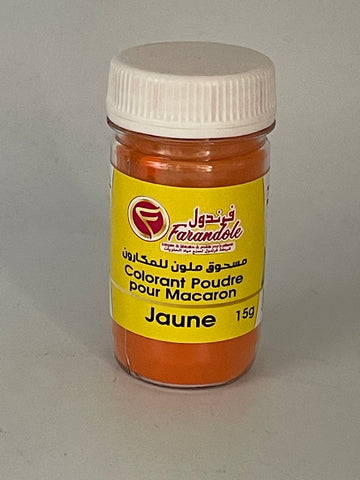 فرندول
Farandole
مسحوق ملون للمكارون
Colorant Poudre
pour Macaron
Jaune 15g